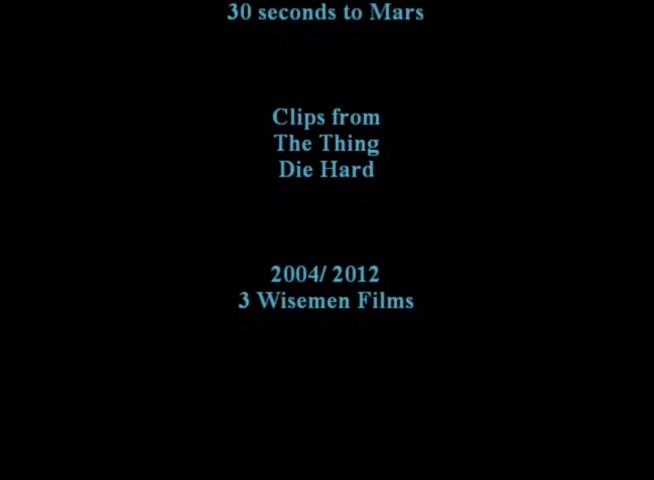 30 seconds to Mars
Clips from
The Thing
Die Hard
2004/ 2012
3 Wisemen Films